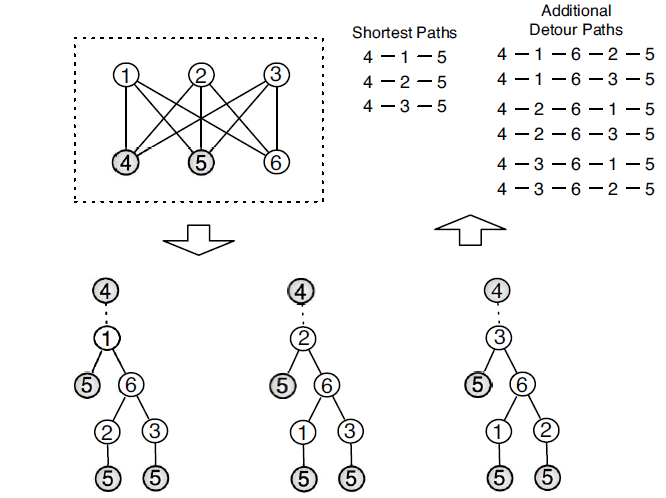 Shortest Paths
4 — 1 — 5
4 — 2 — 5
4 — 3 — 5
Additional
Detour Paths
4 — 1 — 6 — 2 — 5
4 — 1 — 6 — 3 — 5
4 — 2 — 6 — 1 — 5
4 — 2 — 6 — 3 — 5
4 — 3 — 6 — 1 — 5
4 — 3 — 6 — 2 — 5
1 2 3
4 5 6
4 4 4
1 2 3
5 6 5 6 5 6
2 3 1 3 1 2
5 5 5 5 5 5